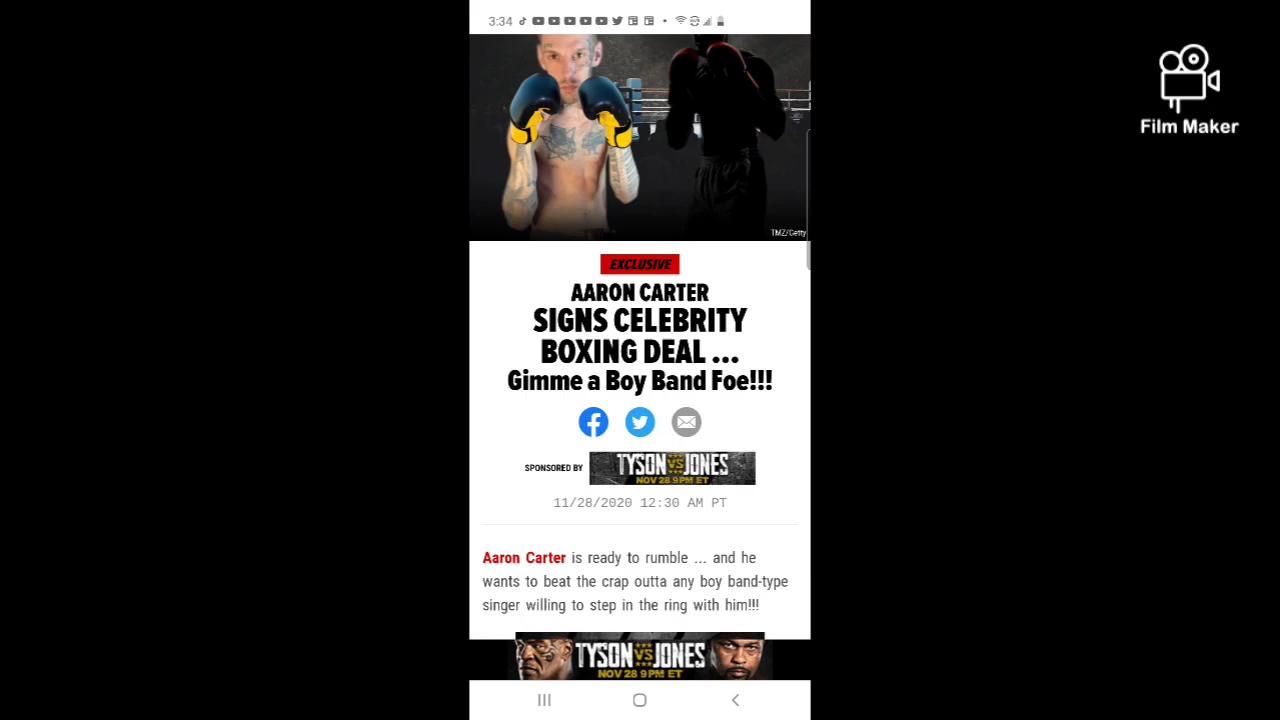 3:34
Film Maker
TMZ/Getty
EXCLUSIVE
AARON CARTER
SIGNS CELEBRITY
BOXING DEAL ...
Gimme a Boy Band Foe!!!
SPONSORED BY
TYSON VS JONES
NOV 28 9PM ET
11/28/2020 12:30 AM PT
Aaron Carter is ready to rumble ... and he
wants to beat the crap outta any boy band-type
singer willing to step in the ring with him!!!
TYSON VS JONES
NOV 28 9PM ET